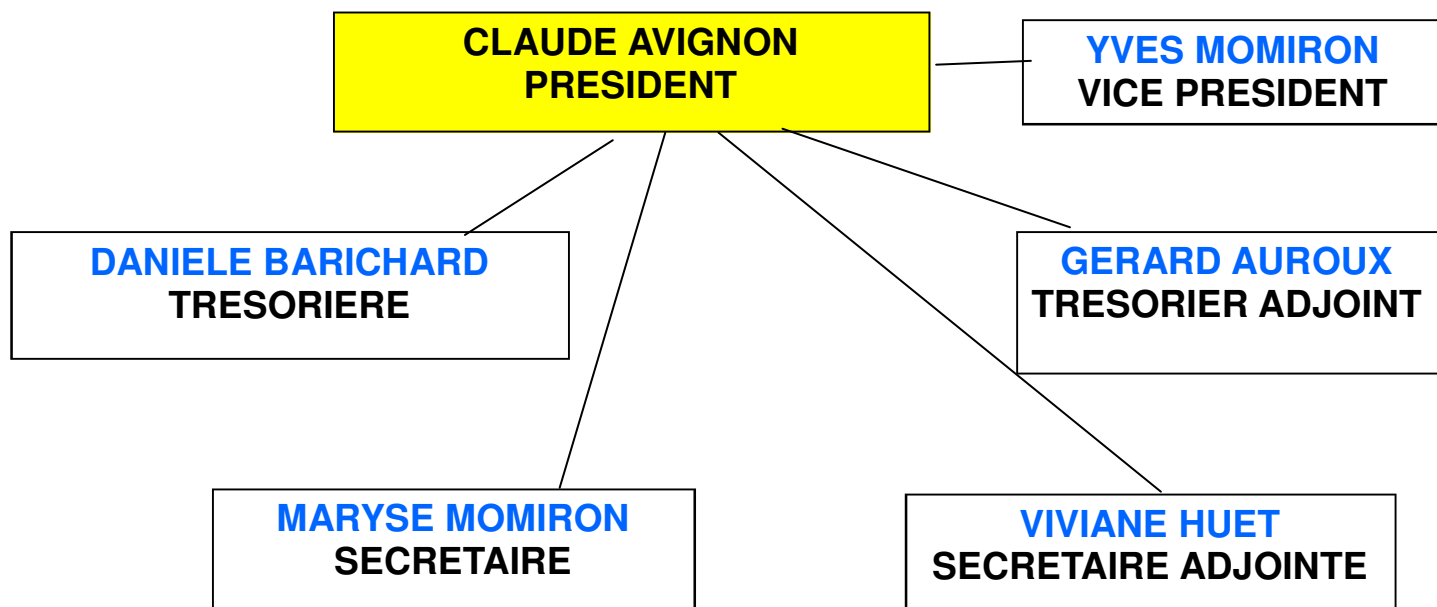 CLAUDE AVIGNON
PRESIDENT
YVES MOMIRON
VICE PRESIDENT
DANIELE BARICHARD
TRESORIERE
GERARD AUROUX
TRESORIER ADJOINT
MARYSE MOMIRON
SECRETAIRE
VIVIANE HUET
SECRETAIRE ADJOINTE